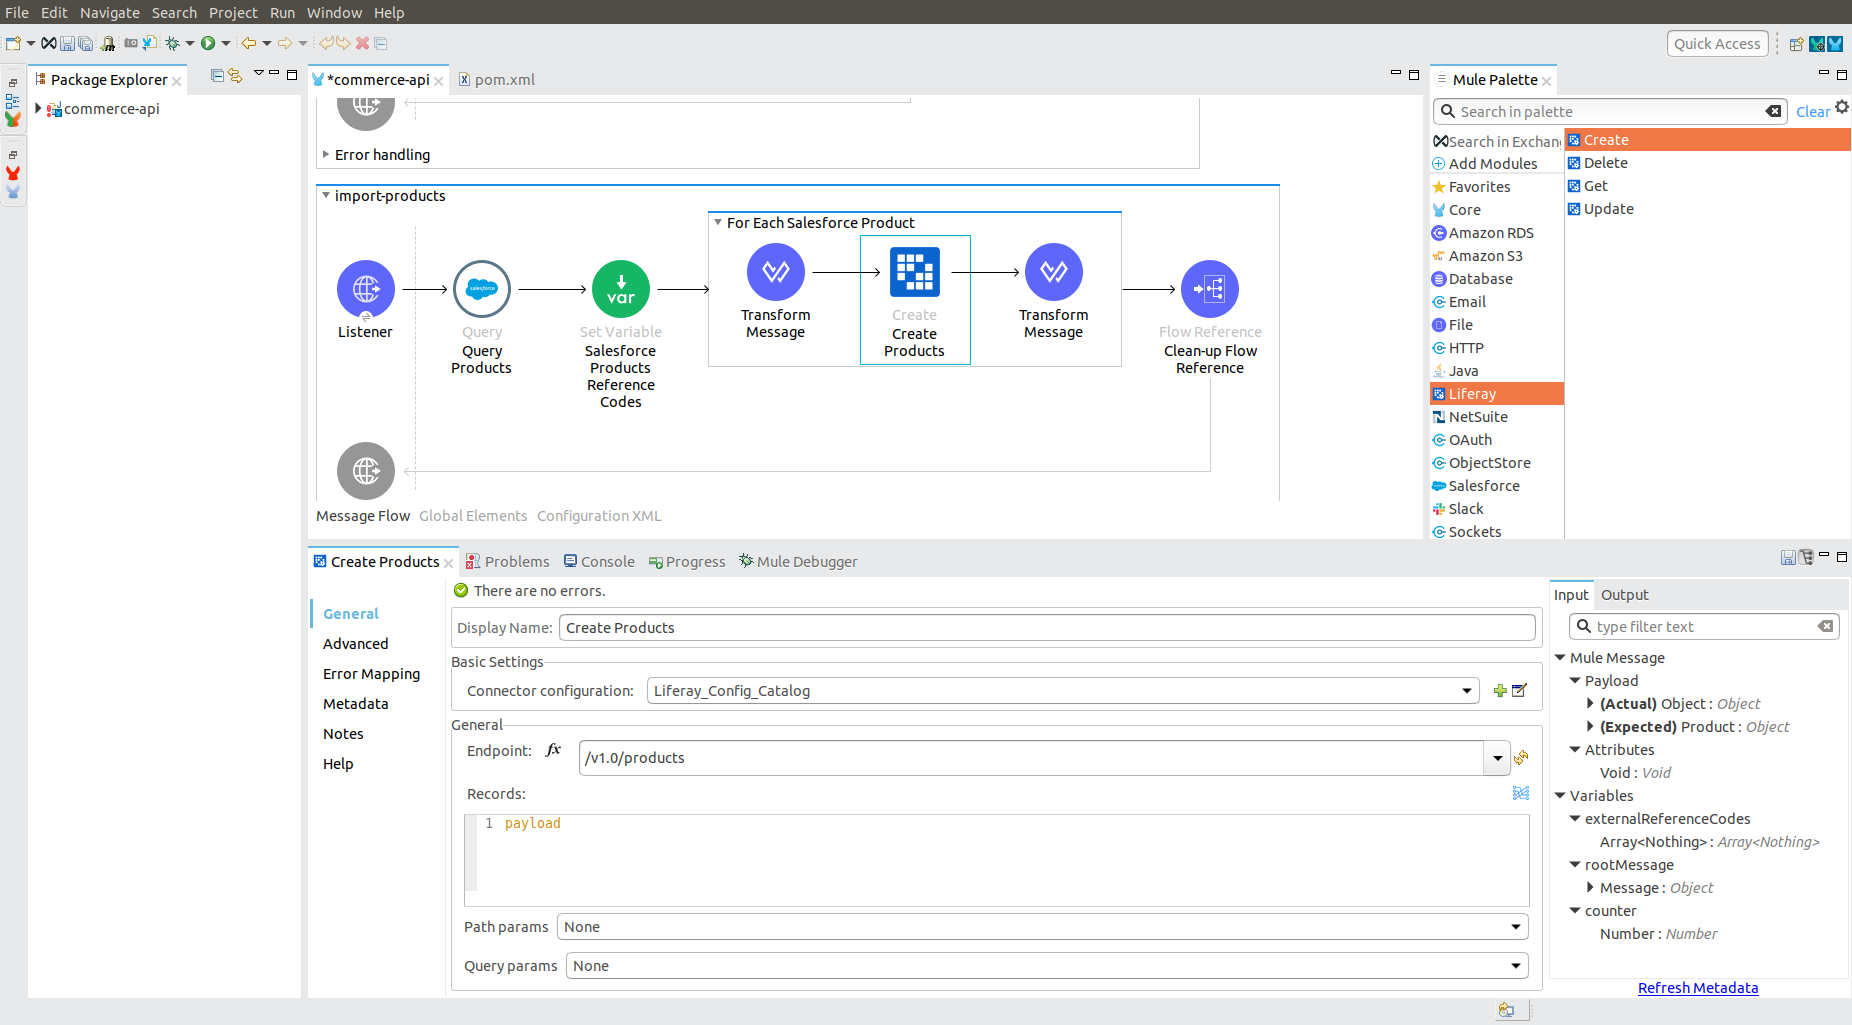 File Edit Navigate Search Project Run Window Help
Quick Access
Package Explorer
commerce-api
*commerce-api
pom.xml
Error handling
import-products
For Each Salesforce Product
Listener
salesforce
Query
Query
Products
var
Set Variable
Salesforce
Products
Reference
Codes
Transform
Message
Create
Create
Products
Transform
Message
Flow Reference
Clean-up Flow
Reference
Message Flow Global Elements Configuration XML
Mule Palette
Search in palette
Clear
Search in Exchan
Add Modules
Favorites
Core
Amazon RDS
Amazon S3
Database
Email
File
HTTP
Java
Liferay
NetSuite
OAuth
ObjectStore
Salesforce
Slack
Sockets
Create
Delete
Get
Update
Create Products
Problems
Console
Progress
Mule Debugger
General
Advanced
Error Mapping
Metadata
Notes
Help
There are no errors.
Display Name: Create Products
Basic Settings
Connector configuration: Liferay_Config_Catalog
General
Endpoint: fx /v1.0/products
Records:
1 payload
Path params None
Query params None
Input Output
type filter text
Mule Message
Payload
(Actual) Object : Object
(Expected) Product : Object
Attributes
Void : Void
Variables
externalReferenceCodes
Array<Nothing> : Array<Nothing>
rootMessage
Message : Object
counter
Number : Number
Refresh Metadata